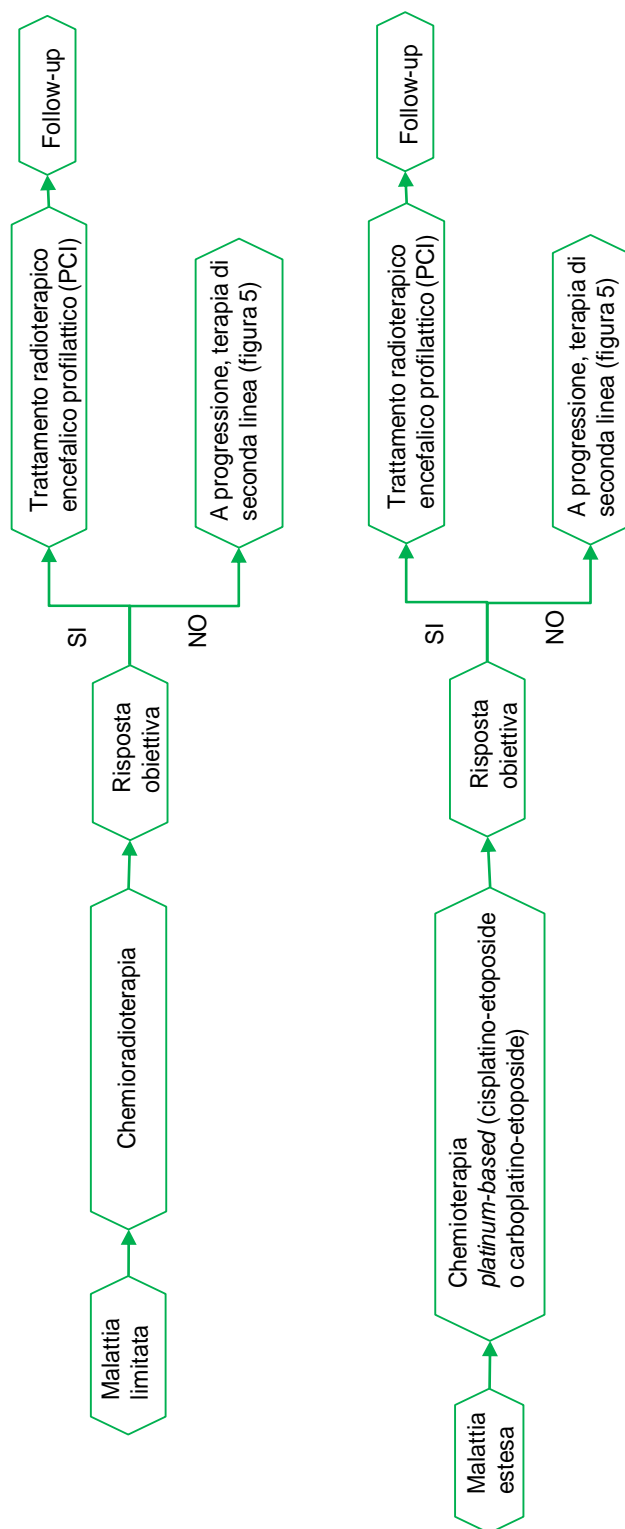 Malattia
limitata
Chemioradioterapia
Risposta
obiettiva
SI
NO
Trattamento radioterapico
encefalico profilattico (PCI)
Follow-up
A progressione, terapia di
seconda linea (figura 5)
Malattia
estesa
Chemioterapia
platinum-based (cisplatino-etoposide
o carboplatino-etoposide)
Risposta
obiettiva
SI
NO
Trattamento radioterapico
encefalico profilattico (PCI)
Follow-up
A progressione, terapia di
seconda linea (figura 5)